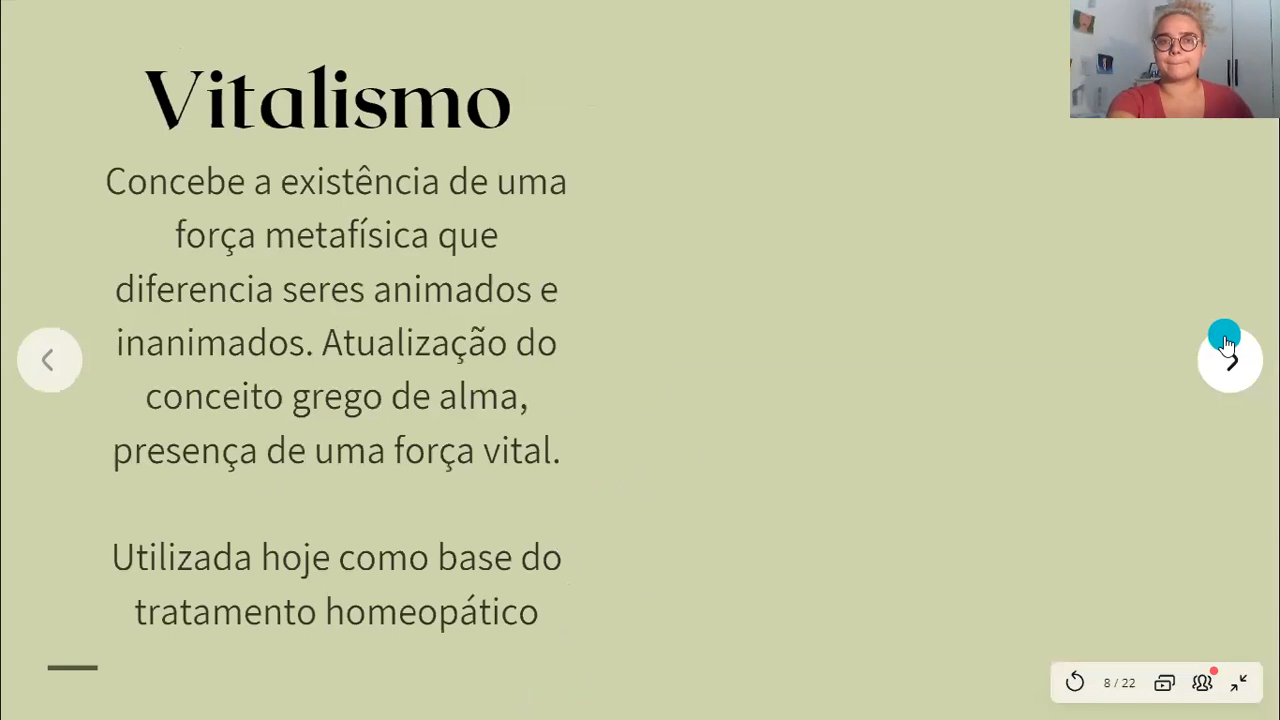 Vitalismo
Concebe a existência de uma
força metafísica que
diferencia seres animados e
inanimados. Atualização do
conceito grego de alma,
presença de uma força vital.
Utilizada hoje como base do
tratamento homeopático
8 / 22